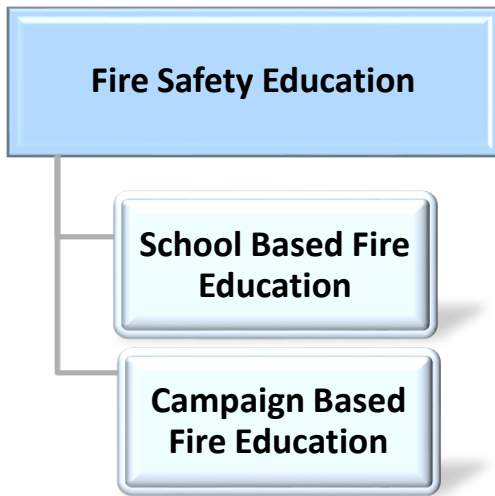 Fire Safety Education
School Based Fire
Education
Campaign Based
Fire Education